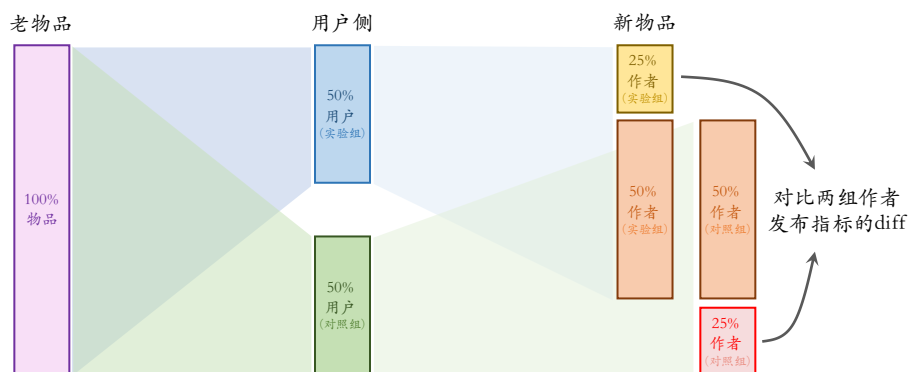 老物品
用户侧
新物品
100%
物品
50%
用户
(实验组)
50%
用户
(对照组)
25%
作者
(实验组)
50%
作者
(实验组)
50%
作者
(对照组)
25%
作者
(对照组)
对比两组作者
发布指标的diff